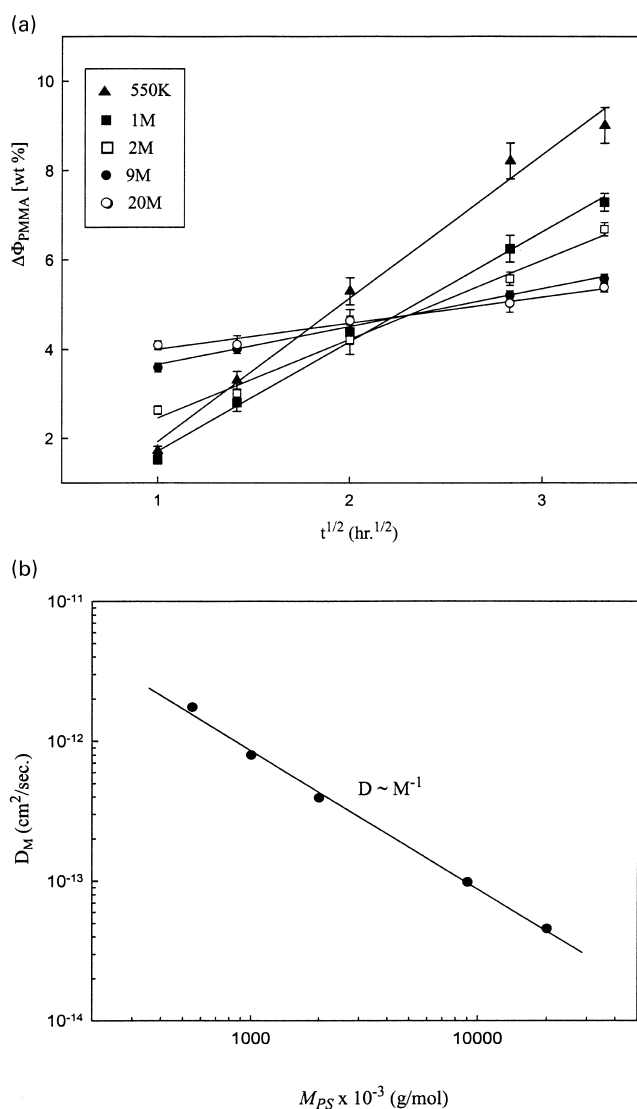 (a)
10
8
6
4
2
ΔΦPMMA [wt %]
550K
1M
2M
9M
20M
1 2 3
t1/2 (hr.1/2)
(b)
10-11
10-12
10-13
10-14
DM (cm2/sec.)
D ~ M-1
1000 10000
MPS x 10-3 (g/mol)